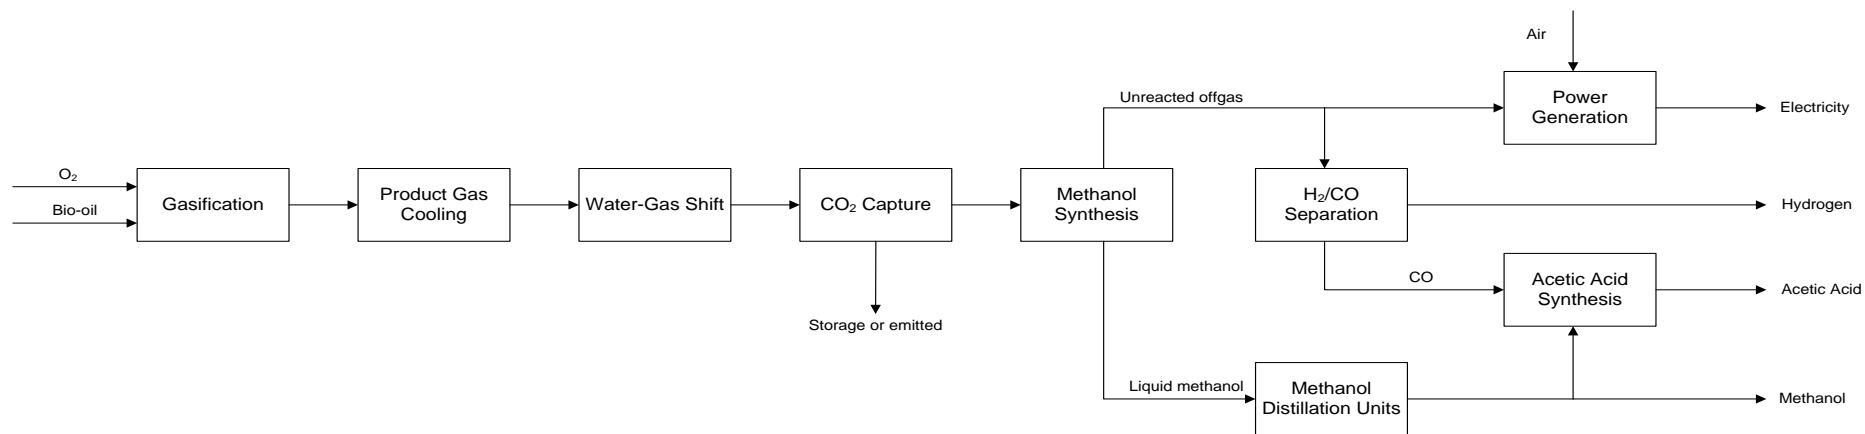 Air
Unreacted offgas
Power
Generation
Electricity
O₂
Bio-oil
Gasification
Product Gas
Cooling
Water-Gas Shift
CO₂ Capture
Methanol
Synthesis
H₂/CO
Separation
Hydrogen
CO
Acetic Acid
Synthesis
Acetic Acid
Storage or emitted
Liquid methanol
Methanol
Distillation Units
Methanol